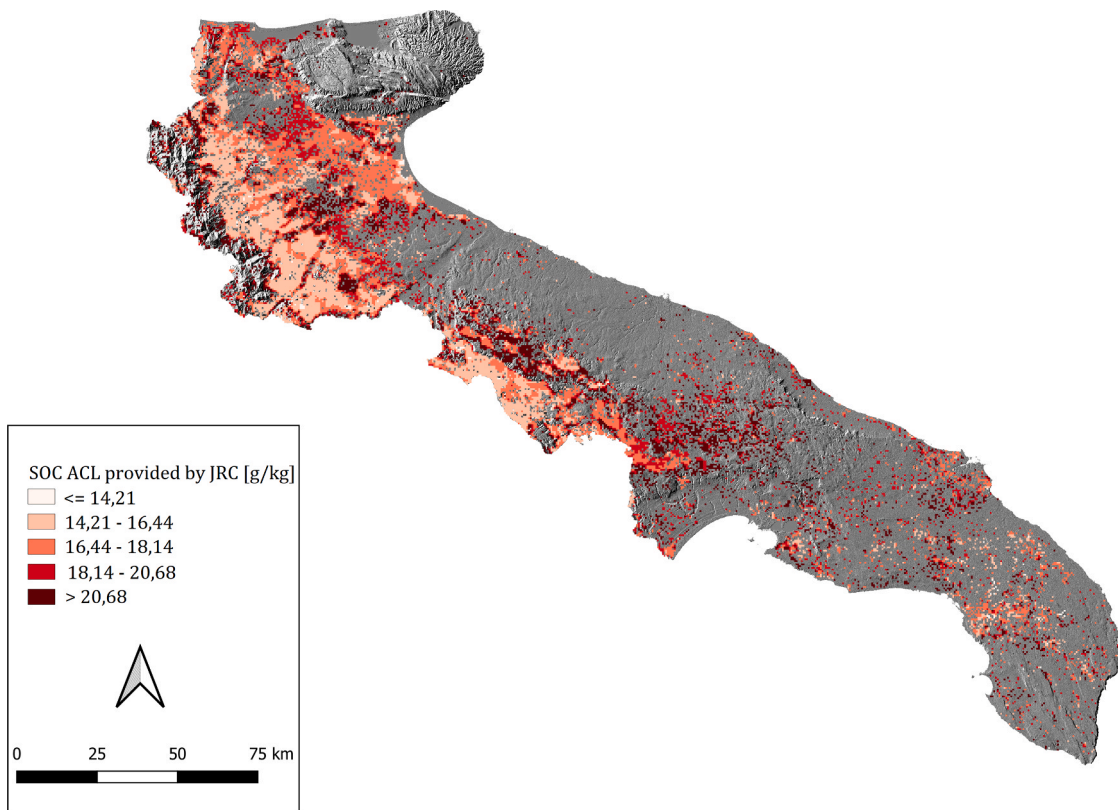 SOC ACL provided by JRC [g/kg]
<= 14,21
14,21 - 16,44
16,44 - 18,14
18,14 - 20,68
> 20,68
0 25 50 75 km